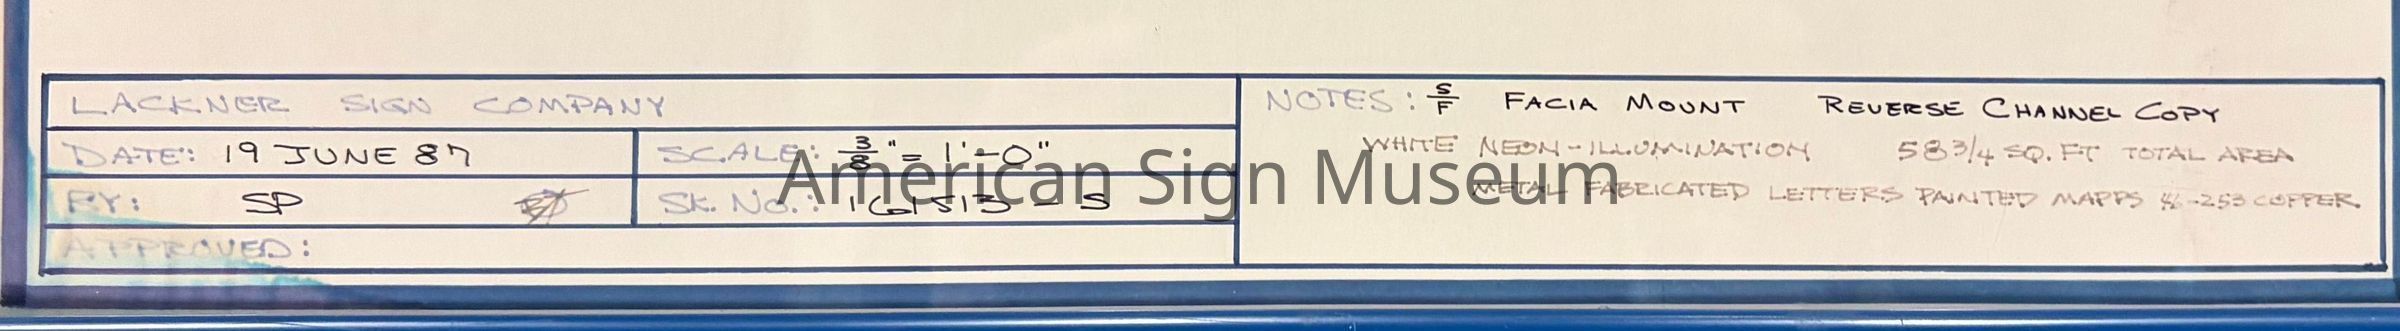 LACKNER SIGN COMPANY
DATE: 19 JUNE 87
SCALE: 3/8" = 1'-0"
BY: SP
SK. No.: 161513 - S
APPROVED:
NOTES: S/F FACIA MOUNT REVERSE CHANNEL COPY
WHITE NEON-ILLUMINATION 58 3/4 SQ. FT TOTAL AREA
METAL FABRICATED LETTERS PAINTED MAPPS -253 COPPER
American Sign Museum